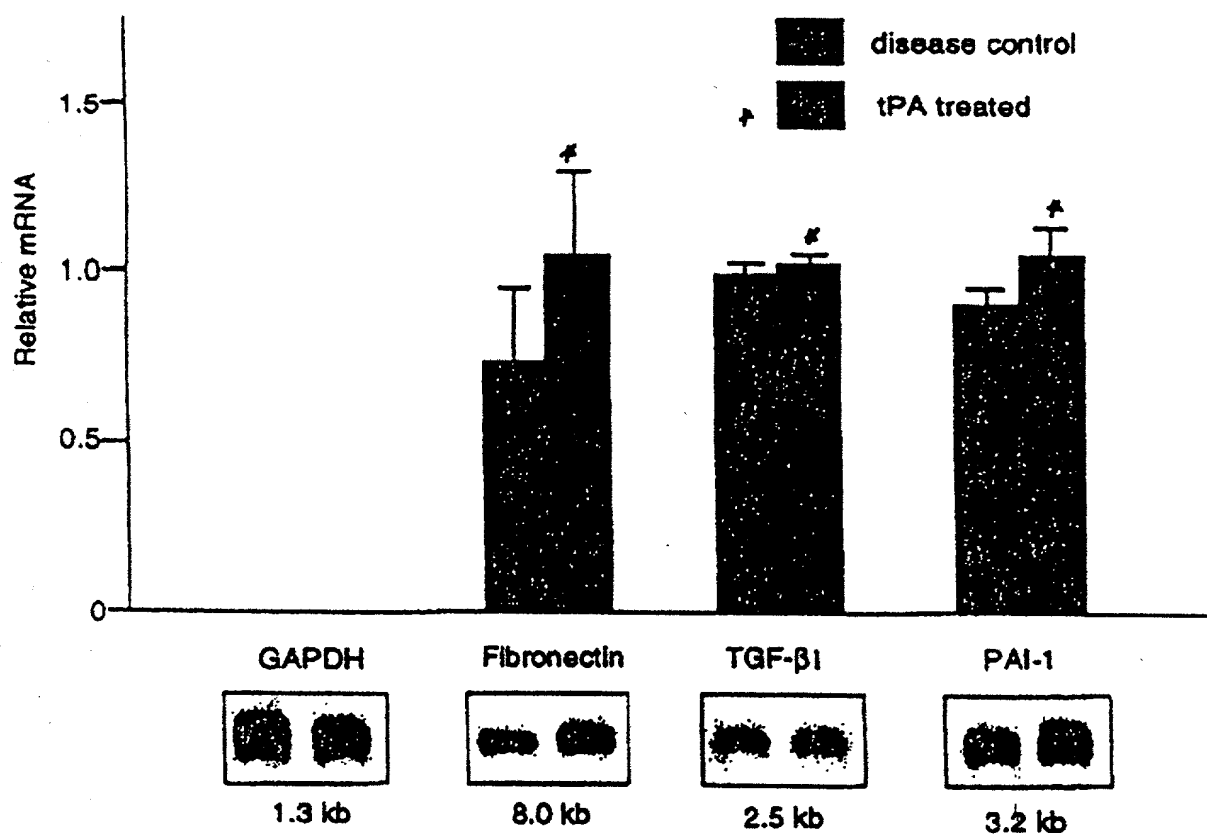 disease control
tPA treated
Relative mRNA
1.5
1.0
0.5
0
GAPDH
Fibronectin
TGF-β1
PAI-1
1.3 kb
8.0 kb
2.5 kb
3.2 kb